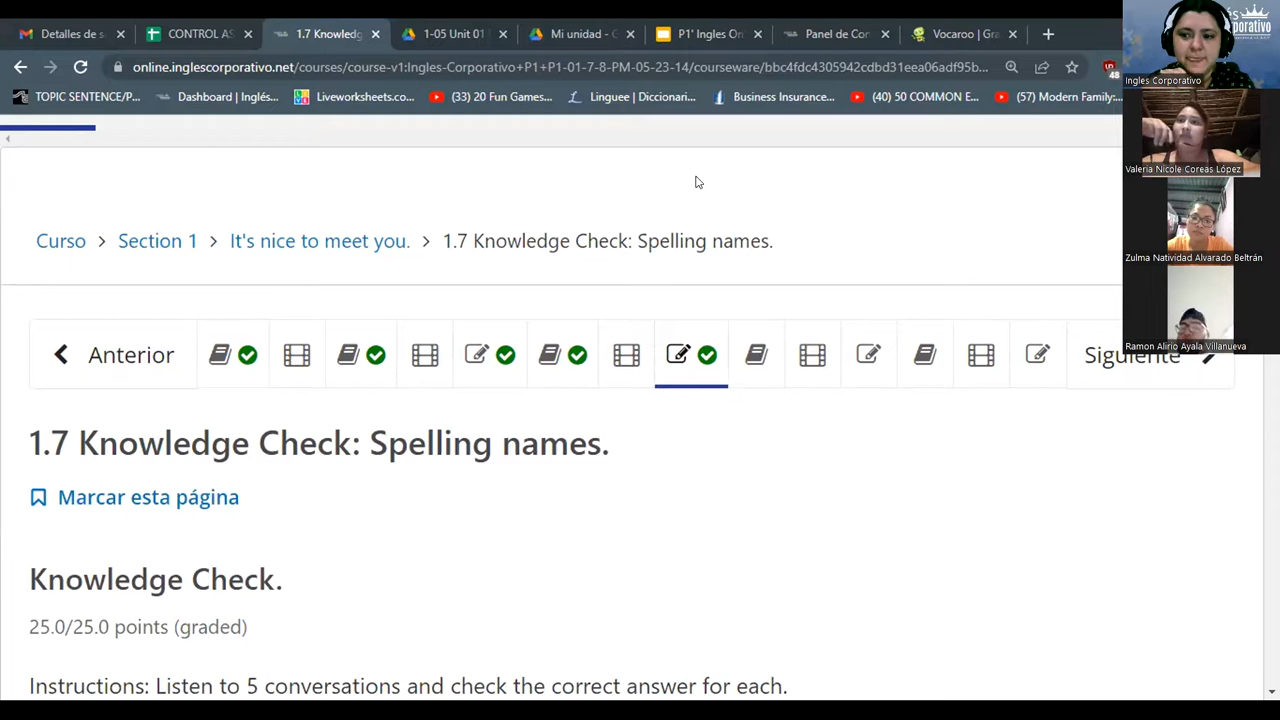 Detalles de s
CONTROL AS
1.7 Knowledg
1-05 Unit 01
Mi unidad - G
P1' Ingles On
Panel de Con
Vocaroo | Gra
online.inglescorporativo.net/courses/course-v1:Ingles-Corporativo+P1+P1-01-7-8-PM-05-23-14/courseware/bbc4fdc4305942cdbd31eea06adf95b...
48
TOPIC SENTENCE/P...
Dashboard | Inglés...
Liveworksheets.co...
(33) Fun Games...
Linguee | Diccionari...
Business Insurance...
(40) 50 COMMON E...
(57) Modern Family:...
Ingles Corporativo
Valeria Nicole Coreas López
Zulma Natividad Alvarado Beltrán
Ramon Alirio Ayala Villanueva
Curso > Section 1 > It's nice to meet you. > 1.7 Knowledge Check: Spelling names.
Anterior
Siguiente
1.7 Knowledge Check: Spelling names.
Marcar esta página
Knowledge Check.
25.0/25.0 points (graded)
Instructions: Listen to 5 conversations and check the correct answer for each.